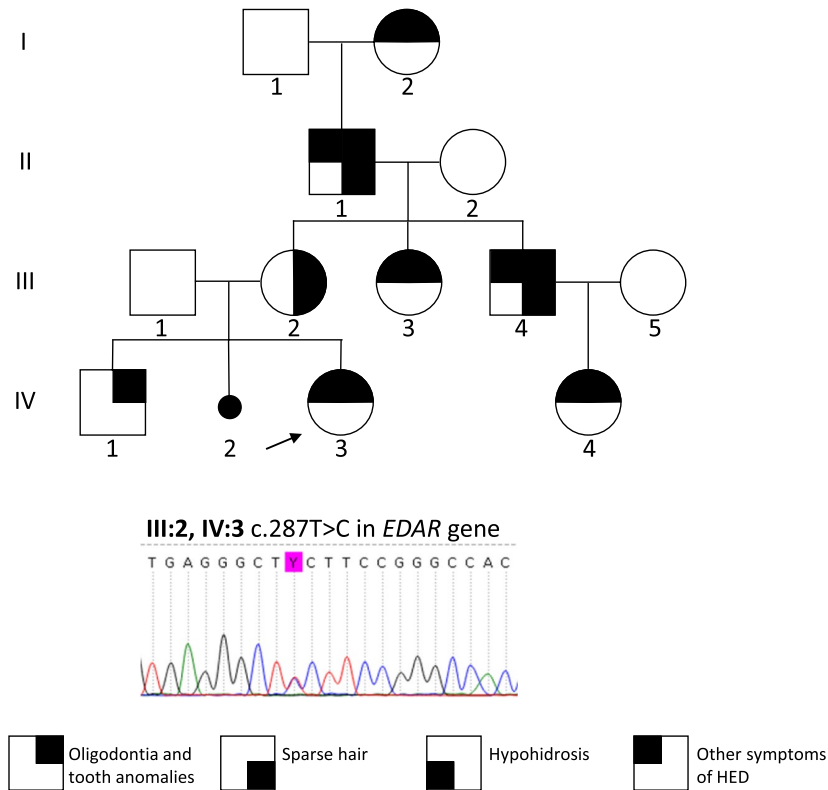 I
1 2
II
1 2
III
1 2 3 4 5
IV
1 2 3 4
III:2, IV:3 c.287T>C in EDAR gene
T G A G G G C T Y C T T C C G G G C C A C
Oligodontia and
tooth anomalies
Sparse hair
Hypohidrosis
Other symptoms
of HED